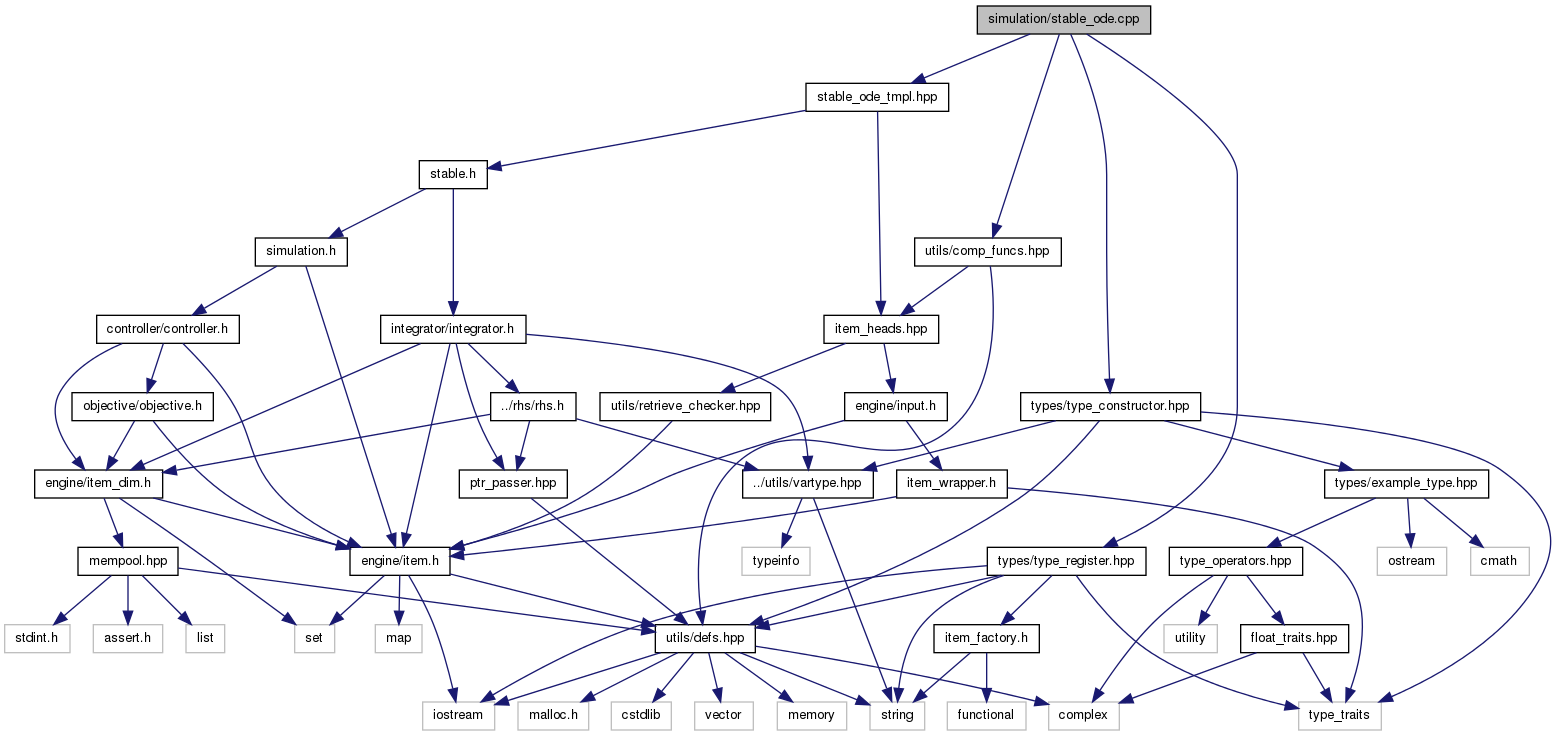 simulation/stable_ode.cpp
stable_ode_tmpl.hpp
stable.h
simulation.h
utils/comp_funcs.hpp
controller/controller.h
integrator/integrator.h
item_heads.hpp
objective/objective.h
../rhs/rhs.h
utils/retrieve_checker.hpp
engine/input.h
types/type_constructor.hpp
engine/item_dim.h
ptr_passer.hpp
../utils/vartype.hpp
item_wrapper.h
types/example_type.hpp
mempool.hpp
engine/item.h
typeinfo
types/type_register.hpp
type_operators.hpp
ostream
cmath
stdint.h
assert.h
list
set
map
utils/defs.hpp
item_factory.h
utility
float_traits.hpp
iostream
malloc.h
cstdlib
vector
memory
string
functional
complex
type_traits